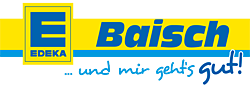 E Baisch
EDEKA
... und mir geht's gut!